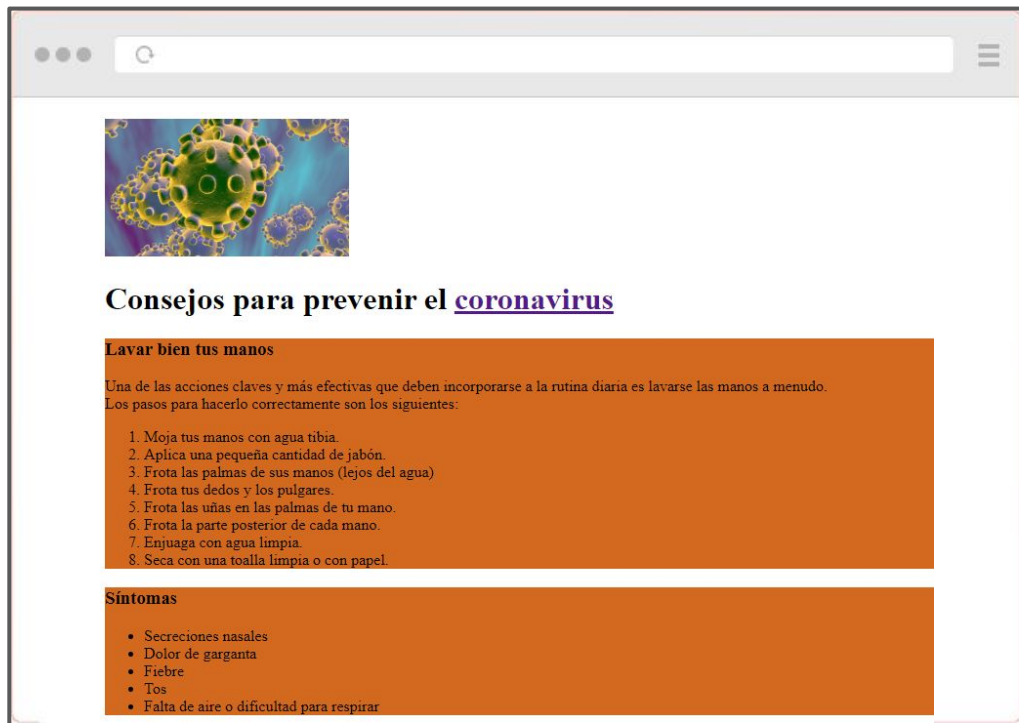 Consejos para prevenir el coronavirus
Lavar bien tus manos
Una de las acciones claves y más efectivas que deben incorporarse a la rutina diaria es lavarse las manos a menudo.
Los pasos para hacerlo correctamente son los siguientes:
1. Moja tus manos con agua tibia.
2. Aplica una pequeña cantidad de jabón.
3. Frota las palmas de sus manos (lejos del agua)
4. Frota tus dedos y los pulgares.
5. Frota las uñas en las palmas de tu mano.
6. Frota la parte posterior de cada mano.
7. Enjuaga con agua limpia.
8. Seca con una toalla limpia o con papel.
Síntomas
• Secreciones nasales
• Dolor de garganta
• Fiebre
• Tos
• Falta de aire o dificultad para respirar